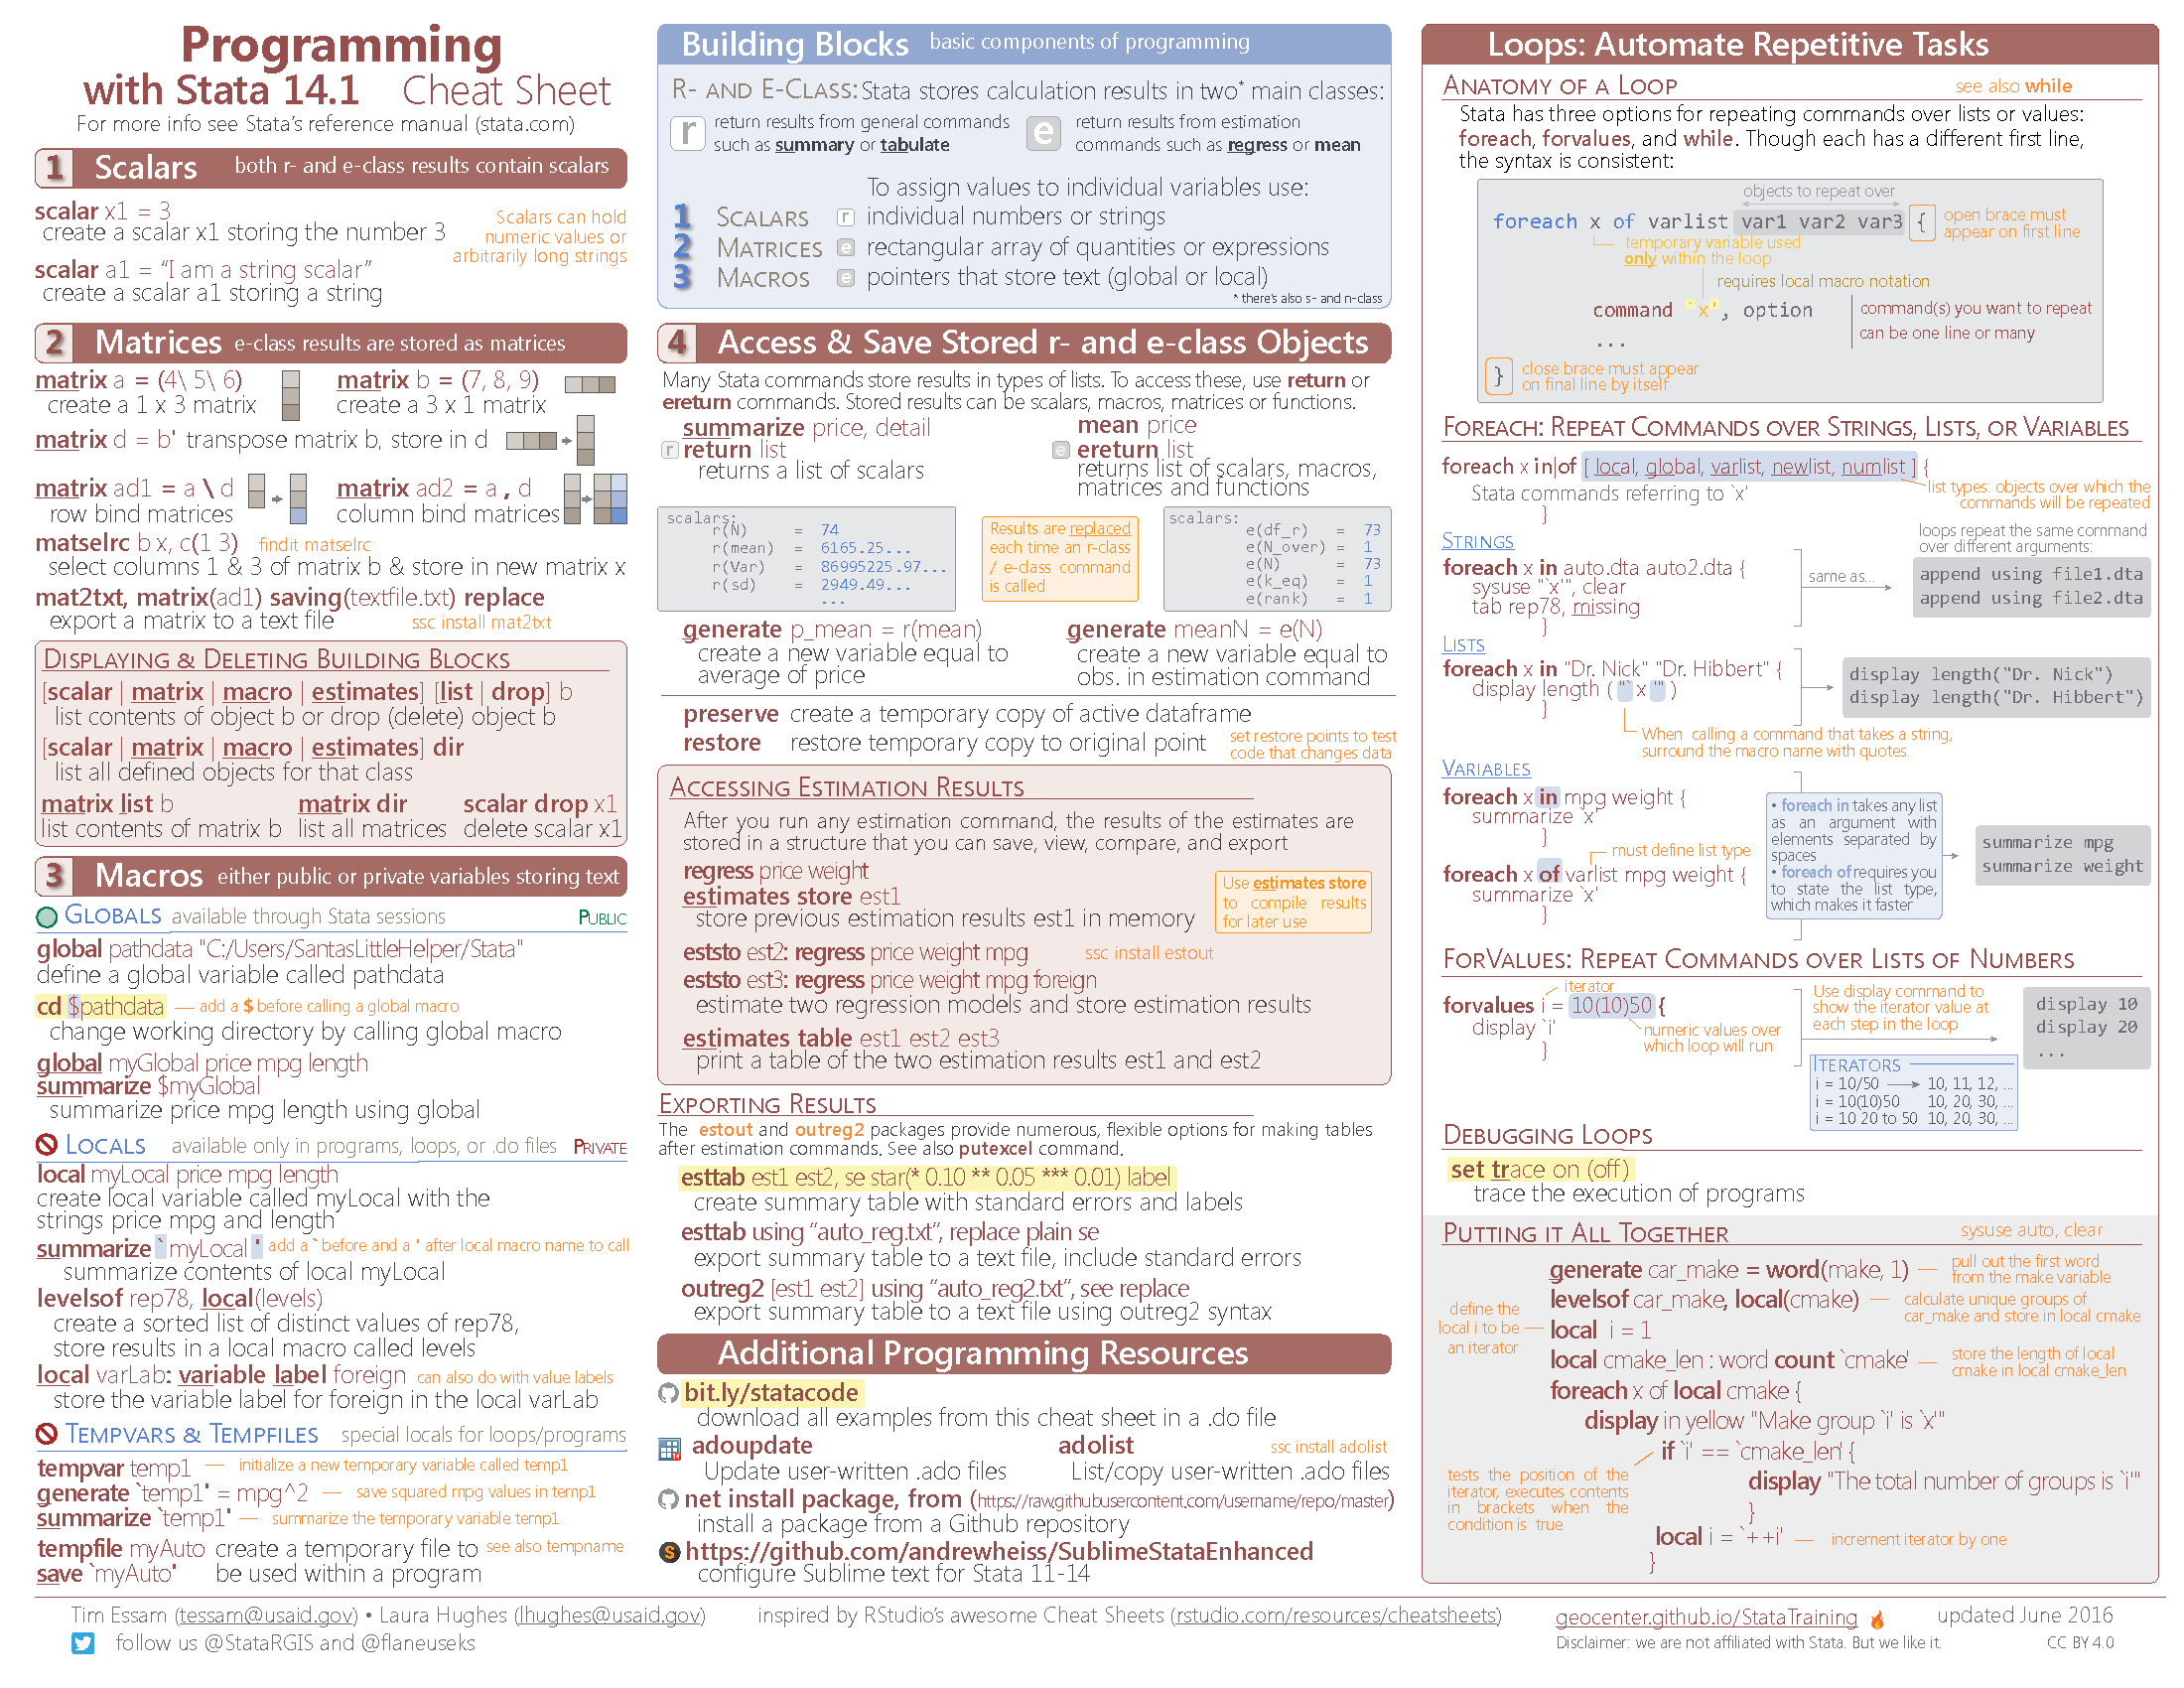 Programming
with Stata 14.1 Cheat Sheet
For more info see Stata's reference manual (stata.com)
1 Scalars both r- and e-class results contain scalars
scalar x1 = 3
create a scalar x1 storing the number 3
scalar a1 = “I am a string scalar”
create a scalar a1 storing a string
Scalars can hold
numeric values or
arbitrarily long strings
2 Matrices e-class results are stored as matrices
matrix a = (4\ 5\ 6)
create a 1 x 3 matrix
matrix b = (7, 8, 9)
create a 3 x 1 matrix
matrix d = b' transpose matrix b, store in d
matrix ad1 = a \ d
row bind matrices
matrix ad2 = a , d
column bind matrices
matselrc b x, c(1 3) findit matselrc
select columns 1 & 3 of matrix b & store in new matrix x
mat2txt, matrix(ad1) saving(textfile.txt) replace
export a matrix to a text file ssc install mat2txt
DISPLAYING & DELETING BUILDING BLOCKS
[scalar | matrix | macro | estimates] [list | drop] b
list contents of object b or drop (delete) object b
[scalar | matrix | macro | estimates] dir
list all defined objects for that class
matrix list b
list contents of matrix b
matrix dir
list all matrices
scalar drop x1
delete scalar x1
3 Macros either public or private variables storing text
GLOBALS available through Stata sessions PUBLIC
global pathdata "C:/Users/SantasLittleHelper/Stata"
define a global variable called pathdata
cd $pathdata — add a $ before calling a global macro
change working directory by calling global macro
global myGlobal price mpg length
summarize $myGlobal
summarize price mpg length using global
LOCALS available only in programs, loops, or .do files PRIVATE
local myLocal price mpg length
create local variable called myLocal with the
strings price mpg and length
summarize `myLocal' add a ` before and a ' after local macro name to call
summarize contents of local myLocal
levelsof rep78, local(levels)
create a sorted list of distinct values of rep78,
store results in a local macro called levels
local varLab: variable label foreign can also do with value labels
store the variable label for foreign in the local varLab
TEMPVARS & TEMPFILES special locals for loops/programs
tempvar temp1 — initialize a new temporary variable called temp1
generate `temp1' = mpg^2 — save squared mpg values in temp1
summarize `temp1' — summarize the temporary variable temp1
tempfile myAuto create a temporary file to see also tempname
save `myAuto' be used within a program
Building Blocks basic components of programming
R- AND E-CLASS: Stata stores calculation results in two* main classes:
r return results from general commands
such as summary or tabulate
e return results from estimation
commands such as regress or mean
To assign values to individual variables use:
1 SCALARS r individual numbers or strings
2 MATRICES e rectangular array of quantities or expressions
3 MACROS e pointers that store text (global or local)
* there's also s- and n-class
4 Access & Save Stored r- and e-class Objects
Many Stata commands store results in types of lists. To access these, use return or
ereturn commands. Stored results can be scalars, macros, matrices or functions.
summarize price, detail
r return list
returns a list of scalars
mean price
e ereturn list
returns list of scalars, macros,
matrices and functions
scalars:
r(N) = 74
r(mean) = 6165.25...
r(Var) = 86995225.97...
r(sd) = 2949.49...
...
Results are replaced
each time an r-class
/ e-class command
is called
scalars:
e(df_r) = 73
e(N_over) = 1
e(N) = 73
e(k_eq) = 1
e(rank) = 1
generate p_mean = r(mean)
create a new variable equal to
average of price
generate meanN = e(N)
create a new variable equal to
obs. in estimation command
preserve create a temporary copy of active dataframe
restore restore temporary copy to original point
set restore points to test
code that changes data
ACCESSING ESTIMATION RESULTS
After you run any estimation command, the results of the estimates are
stored in a structure that you can save, view, compare, and export
regress price weight
estimates store est1
store previous estimation results est1 in memory
Use estimates store
to compile results
for later use
eststo est2: regress price weight mpg ssc install estout
eststo est3: regress price weight mpg foreign
estimate two regression models and store estimation results
estimates table est1 est2 est3
print a table of the two estimation results est1 and est2
EXPORTING RESULTS
The estout and outreg2 packages provide numerous, flexible options for making tables
after estimation commands. See also putexcel command.
esttab est1 est2, se star(* 0.10 ** 0.05 *** 0.01) label
create summary table with standard errors and labels
esttab using “auto_reg.txt”, replace plain se
export summary table to a text file, include standard errors
outreg2 [est1 est2] using “auto_reg2.txt”, see replace
export summary table to a text file using outreg2 syntax
Additional Programming Resources
bit.ly/statacode
download all examples from this cheat sheet in a .do file
adoupdate
Update user-written .ado files
adolist ssc install adolist
List/copy user-written .ado files
net install package, from (https://raw.githubusercontent.com/username/repo/master)
install a package from a Github repository
https://github.com/andrewheiss/SublimeStataEnhanced
configure Sublime text for Stata 11-14
Loops: Automate Repetitive Tasks
ANATOMY OF A LOOP see also while
Stata has three options for repeating commands over lists or values:
foreach, forvalues, and while. Though each has a different first line,
the syntax is consistent:
objects to repeat over
foreach x of varlist var1 var2 var3 {
open brace must
appear on first line
temporary variable used
only within the loop
requires local macro notation
command `x', option
...
command(s) you want to repeat
can be one line or many
}
close brace must appear
on final line by itself
FOREACH: REPEAT COMMANDS OVER STRINGS, LISTS, OR VARIABLES
foreach x in|of [ local, global, varlist, newlist, numlist ] {
Stata commands referring to `x'
}
list types: objects over which the
commands will be repeated
STRINGS
foreach x in auto.dta auto2.dta {
sysuse "`x'", clear
tab rep78, missing
}
same as...
loops repeat the same command
over different arguments:
append using file1.dta
append using file2.dta
LISTS
foreach x in "Dr. Nick" "Dr. Hibbert" {
display length ( "` x '" )
}
display length("Dr. Nick")
display length("Dr. Hibbert")
When calling a command that takes a string,
surround the macro name with quotes.
VARIABLES
foreach x in mpg weight {
summarize `x'
}
must define list type
foreach x of varlist mpg weight {
summarize `x'
}
• foreach in takes any list
as an argument with
elements separated by
spaces
• foreach of requires you
to state the list type,
which makes it faster
summarize mpg
summarize weight
FORVALUES: REPEAT COMMANDS OVER LISTS OF NUMBERS
iterator
forvalues i = 10(10)50 {
display `i'
}
numeric values over
which loop will run
Use display command to
show the iterator value at
each step in the loop
display 10
display 20
...
ITERATORS
i = 10/50 10, 11, 12, ...
i = 10(10)50 10, 20, 30, ...
i = 10 20 to 50 10, 20, 30, ...
DEBUGGING LOOPS
set trace on (off)
trace the execution of programs
PUTTING IT ALL TOGETHER sysuse auto, clear
generate car_make = word(make, 1) — pull out the first word
from the make variable
levelsof car_make, local(cmake) — calculate unique groups of
car_make and store in local cmake
define the
local i to be
an iterator
local i = 1
local cmake_len : word count `cmake' — store the length of local
cmake in local cmake_len
foreach x of local cmake {
display in yellow "Make group `i' is `x'"
if `i' == `cmake_len' {
tests the position of the
iterator, executes contents
in brackets when the
condition is true
display "The total number of groups is `i'"
}
local i = `++i' — increment iterator by one
}
Tim Essam (tessam@usaid.gov) • Laura Hughes (lhughes@usaid.gov)
follow us @StataRGIS and @flaneuseks
inspired by RStudio's awesome Cheat Sheets (rstudio.com/resources/cheatsheets)
geocenter.github.io/StataTraining updated June 2016
Disclaimer: we are not affiliated with Stata. But we like it. CC BY 4.0